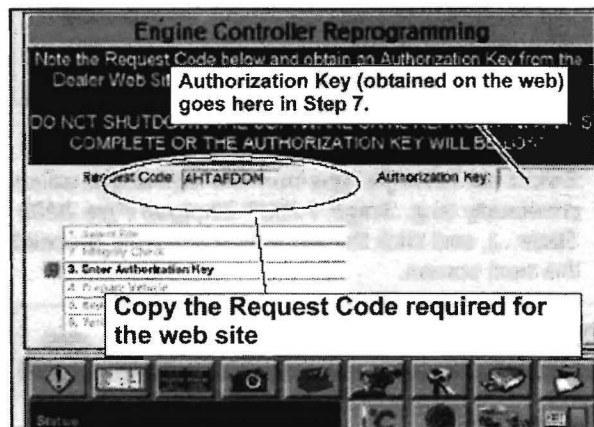 Engine Controller Reprogramming
Note the Request Code below and obtain an Authorization Key from the
Dealer Web
Authorization Key (obtained on the web)
goes here in Step 7.
DO NOT SHUTDOWN THE SOFTWARE
COMPLETE OR THE AUTHORIZATION KEY WILL BE
Request Code: AHTAFDOM
Authorization Key:
1. Select File
2. Integrity Check
3. Enter Authorization Key
4. Prepare Vehicle
Copy the Request Code required for
the web site
Status
°C